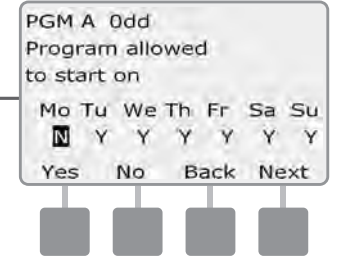 PGM A 0dd
Program allowed
to start on
Mo Tu We Th Fr Sa Su
N Y Y Y Y Y Y
Yes No Back Next